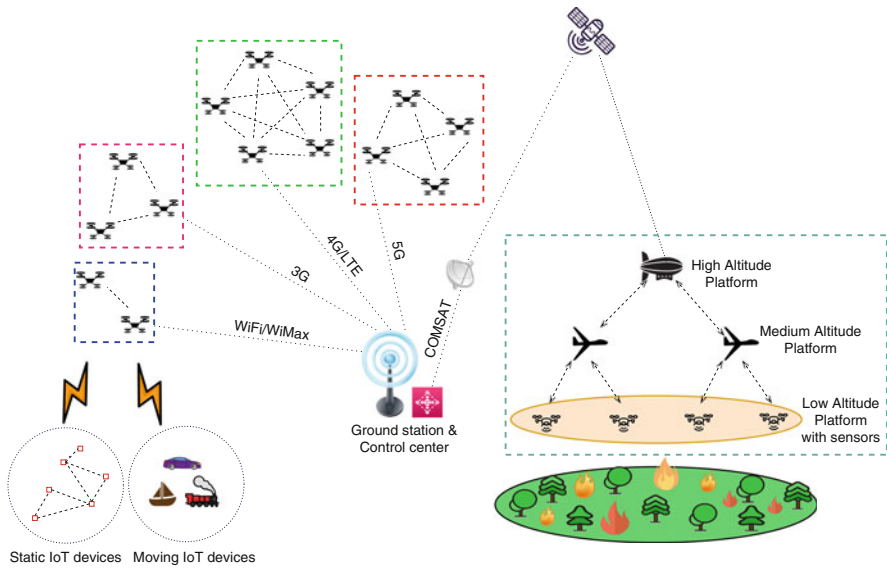 5G
4G/LTE
3G
WiFi/WiMax
COMSAT
High Altitude
Platform
Medium Altitude
Platform
Low Altitude
Platform
with sensors
Ground station &
Control center
Static IoT devices
Moving IoT devices